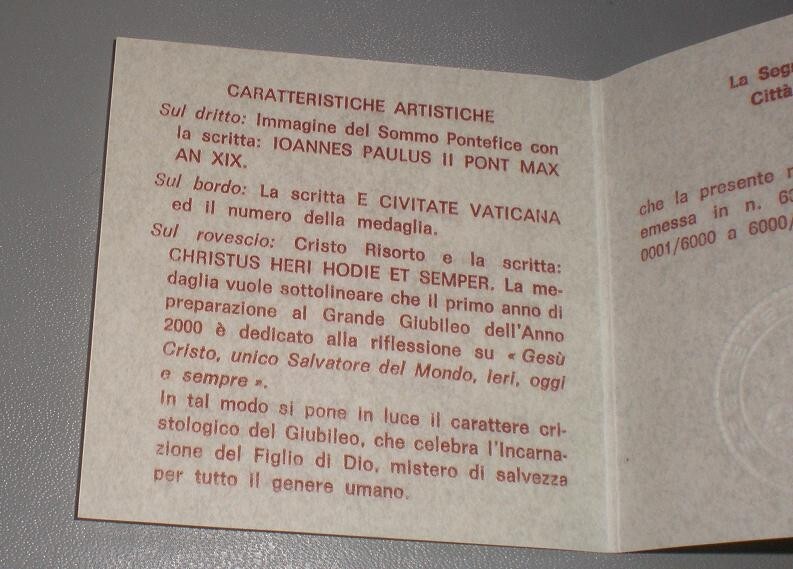 CARATTERISTICHE ARTISTICHE
Sul dritto: Immagine del Sommo Pontefice con
la scritta: IOANNES PAULUS II PONT MAX
AN XIX.
Sul bordo: La scritta E CIVITATE VATICANA
ed il numero della medaglia.
Sul rovescio: Cristo Risorto e la scritta:
CHRISTUS HERI HODIE ET SEMPER. La me-
daglia vuole sottolineare che il primo anno di
preparazione al Grande Giubileo dell'Anno
2000 è dedicato alla riflessione su « Gesù
Cristo, unico Salvatore del Mondo, Ieri, oggi
e sempre ».
In tal modo si pone in luce il carattere cri-
stologico del Giubileo, che celebra l'Incarna-
zione del Figlio di Dio, mistero di salvezza
per tutto il genere umano.
La
Città
che la presente
emessa in n.
0001/6000 a 6000/